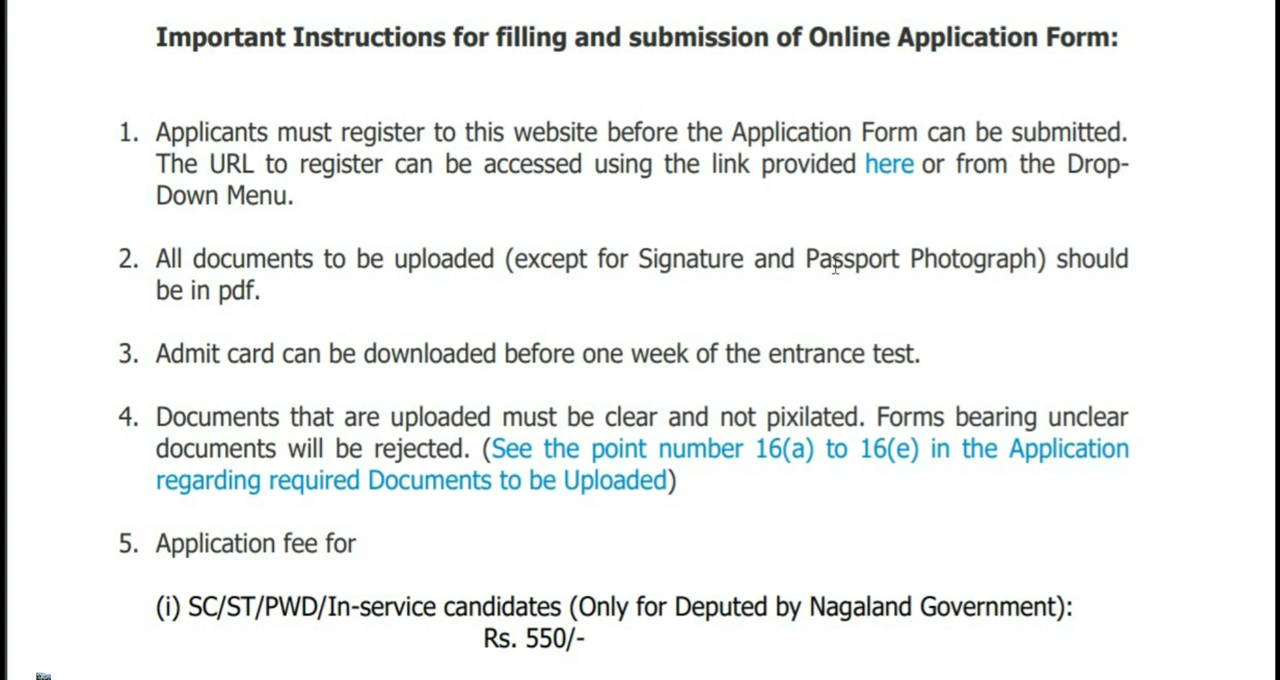 Important Instructions for filling and submission of Online Application Form:
1. Applicants must register to this website before the Application Form can be submitted.
The URL to register can be accessed using the link provided here or from the Drop-
Down Menu.
2. All documents to be uploaded (except for Signature and Passport Photograph) should
be in pdf.
3. Admit card can be downloaded before one week of the entrance test.
4. Documents that are uploaded must be clear and not pixilated. Forms bearing unclear
documents will be rejected. (See the point number 16(a) to 16(e) in the Application
regarding required Documents to be Uploaded)
5. Application fee for
(i) SC/ST/PWD/In-service candidates (Only for Deputed by Nagaland Government):
Rs. 550/-